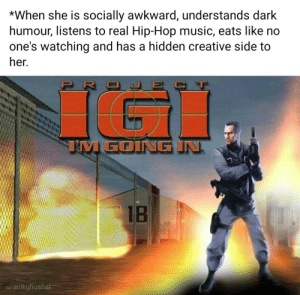 *When she is socially awkward, understands dark
humour, listens to real Hip-Hop music, eats like no
one's watching and has a hidden creative side to
her.
PROJECT
IGI
I'M GOING IN
18